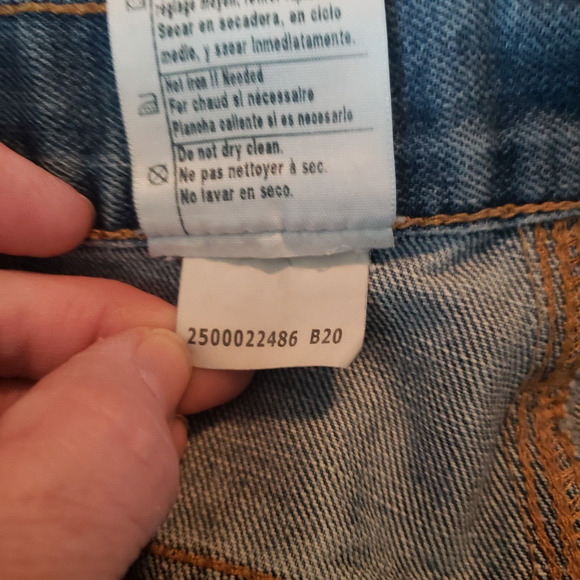 Secar en secadora, en ciclo
medio, y sacar inmediatamente.
Hot Iron If Needed
Fer chaud si nécessaire
Plancha caliente si es necesario
Do not dry clean.
Ne pas nettoyer à sec.
No lavar en seco.
2500022486 B20